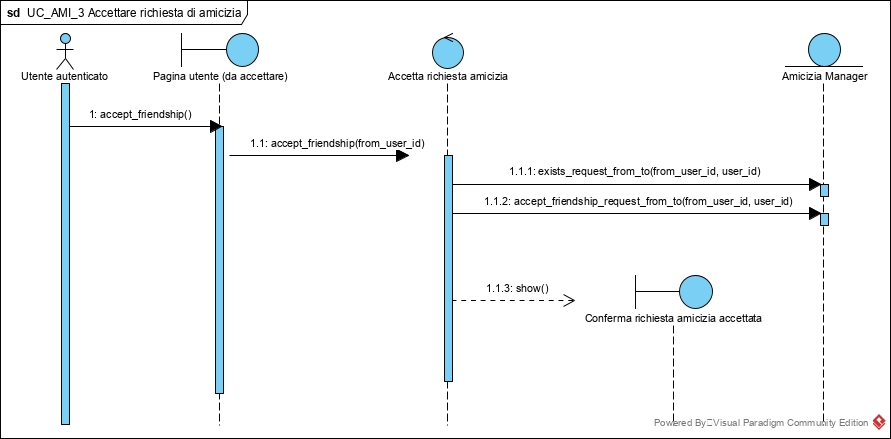 sd UC_AMI_3 Accettare richiesta di amicizia
Utente autenticato
Pagina utente (da accettare)
Accetta richiesta amicizia
Amicizia Manager
1: accept_friendship()
1.1: accept_friendship(from_user_id)
1.1.1: exists_request_from_to(from_user_id, user_id)
1.1.2: accept_friendship_request_from_to(from_user_id, user_id)
1.1.3: show()
Conferma richiesta amicizia accettata
Powered By Visual Paradigm Community Edition